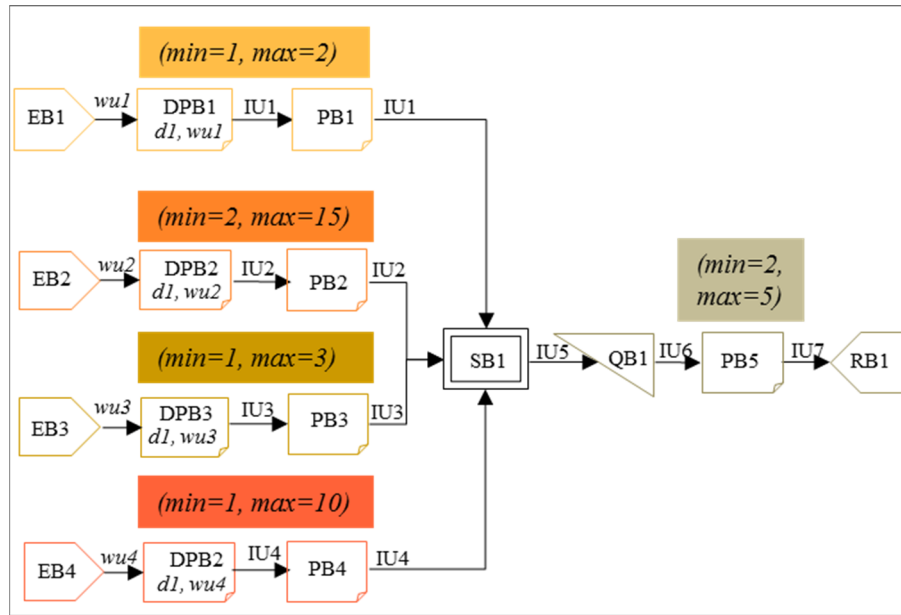 (min=1, max=2)
EB1
wu1
DPB1
d1, wu1
IU1
PB1
IU1
(min=2, max=15)
EB2
wu2
DPB2
d1, wu2
IU2
PB2
IU2
(min=1, max=3)
EB3
wu3
DPB3
d1, wu3
IU3
PB3
IU3
(min=1, max=10)
EB4
wu4
DPB2
d1, wu4
IU4
PB4
IU4
SB1
IU5
QB1
IU6
(min=2,
max=5)
PB5
IU7
RB1